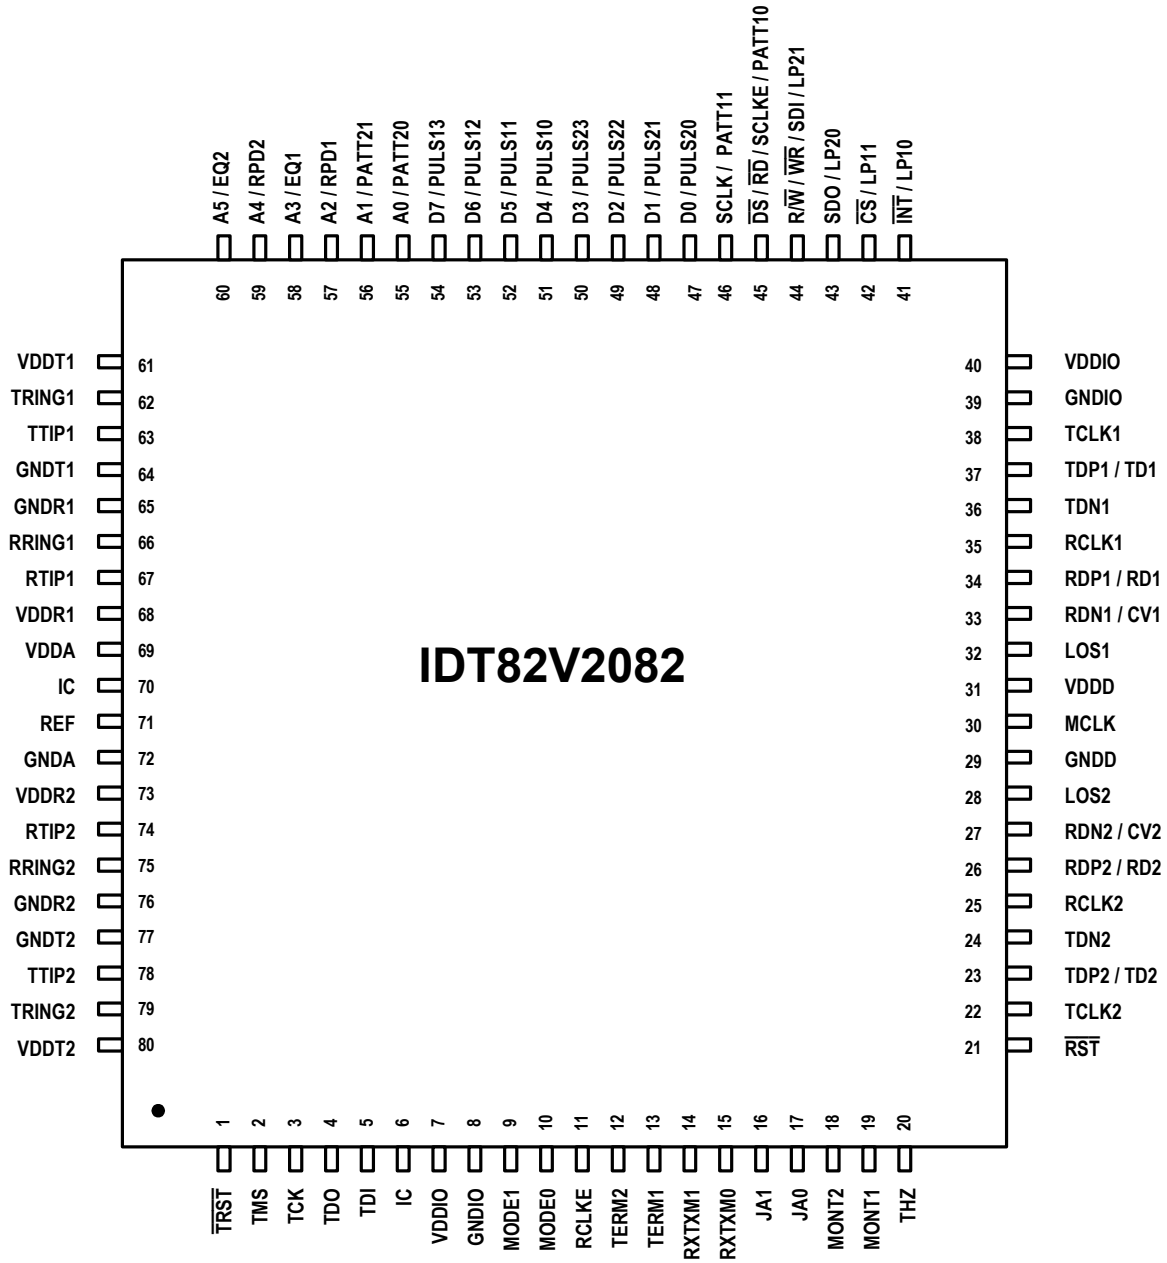 A5 / EQ2
A4 / RPD2
A3 / EQ1
A2 / RPD1
A1 / PATT21
A0 / PATT20
D7 / PULS13
D6 / PULS12
D5 / PULS11
D4 / PULS10
D3 / PULS23
D2 / PULS22
D1 / PULS21
D0 / PULS20
SCLK / PATT11
D̅S̅ / R̅D̅ / SCLKE / PATT10
R/W̅ / W̅R̅ / SDI / LP21
SDO / LP20
C̅S̅ / LP11
I̅N̅T̅ / LP10
60 59 58 57 56 55 54 53 52 51 50 49 48 47 46 45 44 43 42 41
VDDT1 61 40 VDDIO
TRING1 62 39 GNDIO
TTIP1 63 38 TCLK1
GNDT1 64 37 TDP1 / TD1
GNDR1 65 36 TDN1
RRING1 66 35 RCLK1
RTIP1 67 34 RDP1 / RD1
VDDR1 68 33 RDN1 / CV1
VDDA 69 32 LOS1
IDT82V2082
IC 70 31 VDDD
REF 71 30 MCLK
GNDA 72 29 GNDD
VDDR2 73 28 LOS2
RTIP2 74 27 RDN2 / CV2
RRING2 75 26 RDP2 / RD2
GNDR2 76 25 RCLK2
GNDT2 77 24 TDN2
TTIP2 78 23 TDP2 / TD2
TRING2 79 22 TCLK2
VDDT2 80 21 R̅S̅T̅
1 2 3 4 5 6 7 8 9 10 11 12 13 14 15 16 17 18 19 20
T̅R̅S̅T̅
TMS
TCK
TDO
TDI
IC
VDDIO
GNDIO
MODE1
MODE0
RCLKE
TERM2
TERM1
RXTXM1
RXTXM0
JA1
JA0
MONT2
MONT1
THZ